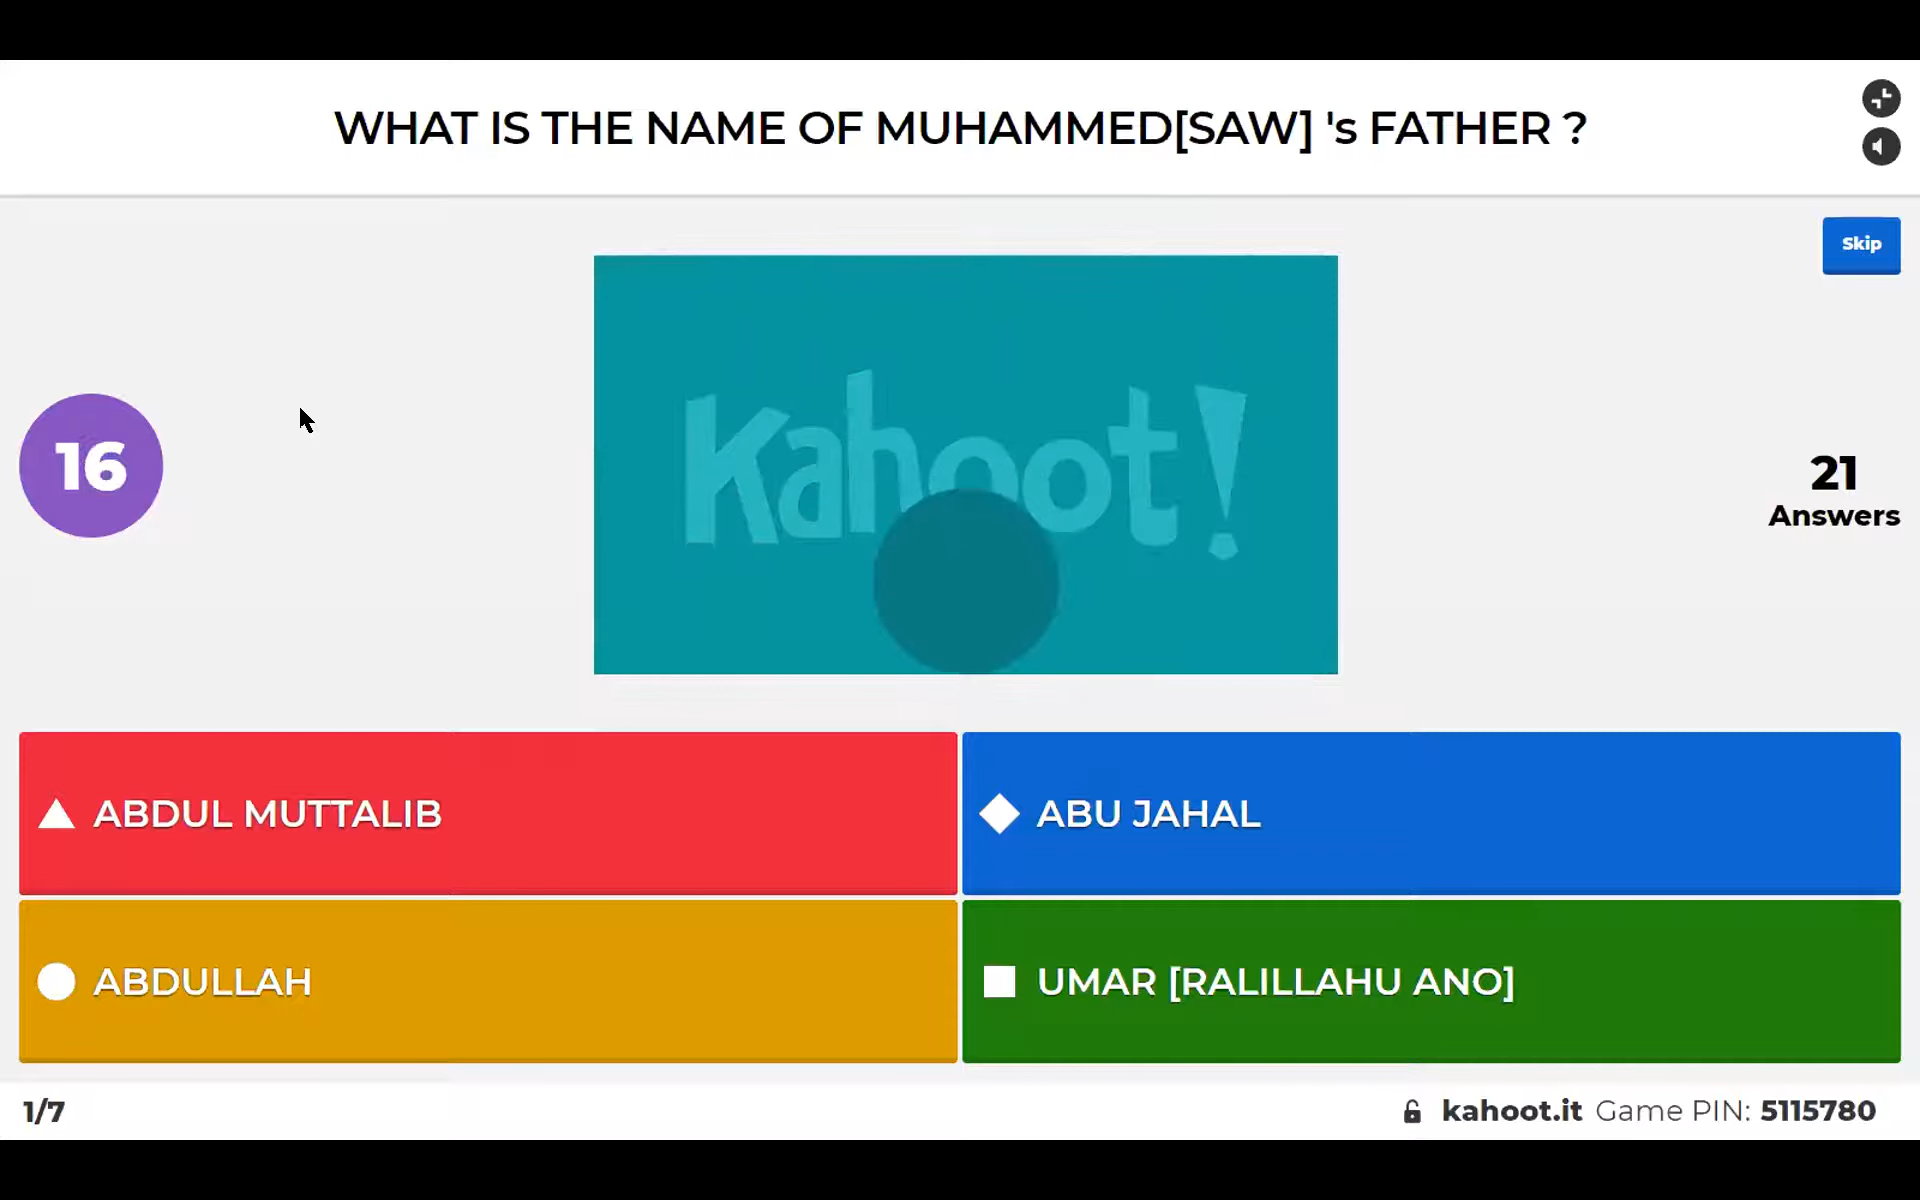 WHAT IS THE NAME OF MUHAMMED[SAW] 's FATHER ?
Skip
Kahoot!
16
21
Answers
ABDUL MUTTALIB
ABU JAHAL
ABDULLAH
UMAR [RALILLAHU ANO]
1/7
kahoot.it Game PIN: 5115780